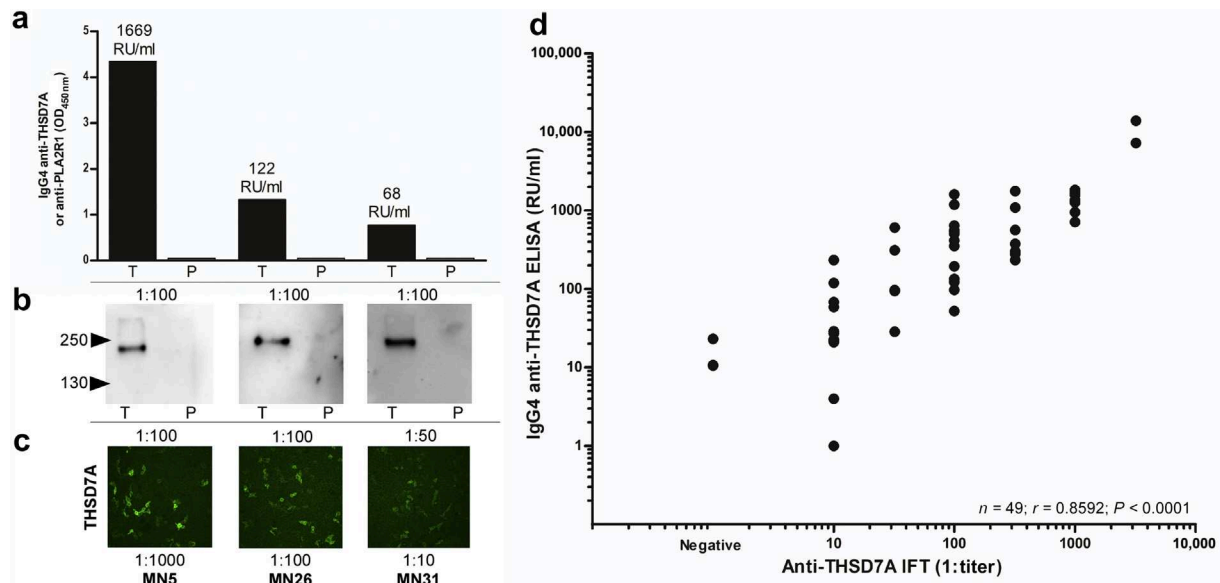 a
1669
RU/ml
122
RU/ml
68
RU/ml
IgG4 anti-THSD7A
or anti-PLA2R1 (OD450nm)
5
4
3
2
1
0
T P T P T P
1:100 1:100 1:100
b
250
130
T P T P T P
1:100 1:100 1:50
c
THSD7A
1:1000 1:100 1:10
MN5 MN26 MN31
d
IgG4 anti-THSD7A ELISA (RU/ml)
100,000
10,000
1000
100
10
1
n = 49; r = 0.8592; P < 0.0001
Negative 10 100 1000 10,000
Anti-THSD7A IFT (1:titer)